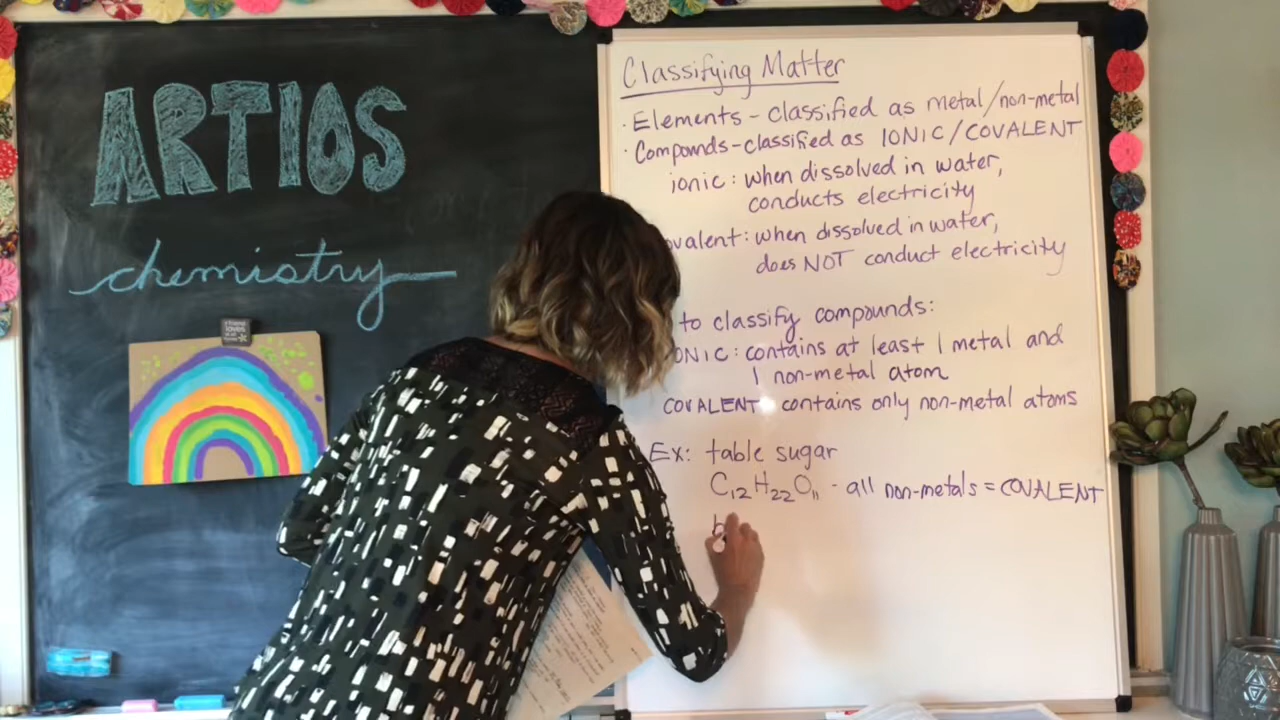 ARTIOS
chemistry
Classifying Matter
· Elements - classified as metal/non-metal
· Compounds - classified as IONIC/COVALENT
ionic: when dissolved in water,
conducts electricity
ovalent: when dissolved in water,
does NOT conduct electricity
to classify compounds:
ONIC: contains at least 1 metal and
1 non-metal atom
COVALENT: contains only non-metal atoms
Ex: table sugar
C₁₂H₂₂O₁₁ - all non-metals = COVALENT